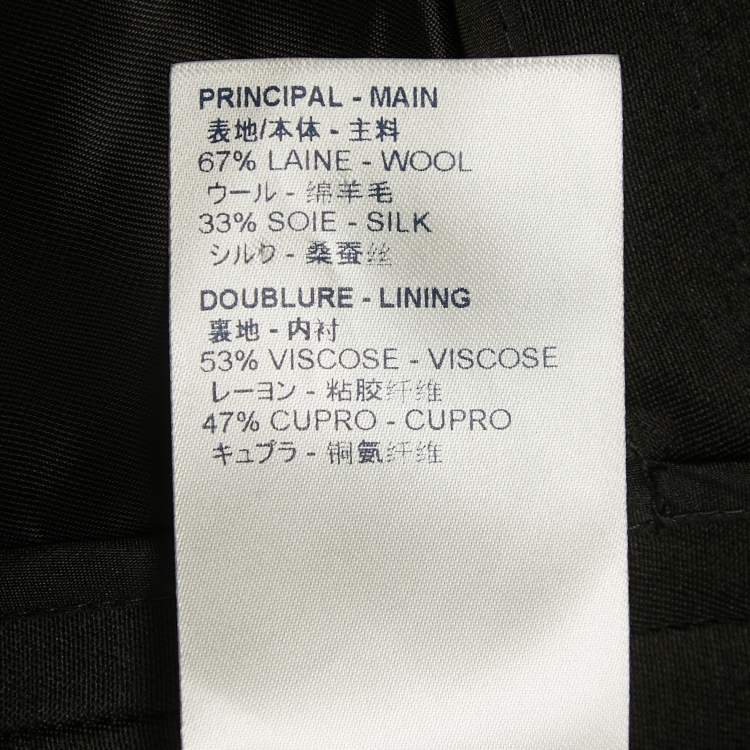 PRINCIPAL - MAIN
表地/本体 - 主料
67% LAINE - WOOL
ウール - 绵羊毛
33% SOIE - SILK
シルク - 桑蚕丝
DOUBLURE - LINING
裏地 - 内衬
53% VISCOSE - VISCOSE
レーヨン - 粘胶纤维
47% CUPRO - CUPRO
キュプラ - 铜氨纤维